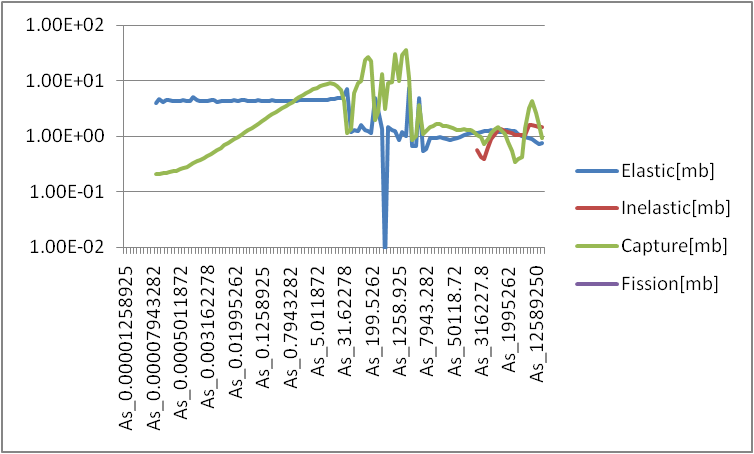 1.00E+02
1.00E+01
1.00E+00
1.00E-01
1.00E-02
As_0.00001258925
As_0.00007943282
As_0.0005011872
As_0.003162278
As_0.01995262
As_0.1258925
As_0.7943282
As_5.011872
As_31.62278
As_199.5262
As_1258.925
As_7943.282
As_50118.72
As_316227.8
As_1995262
As_12589250
Elastic[mb]
Inelastic[mb]
Capture[mb]
Fission[mb]